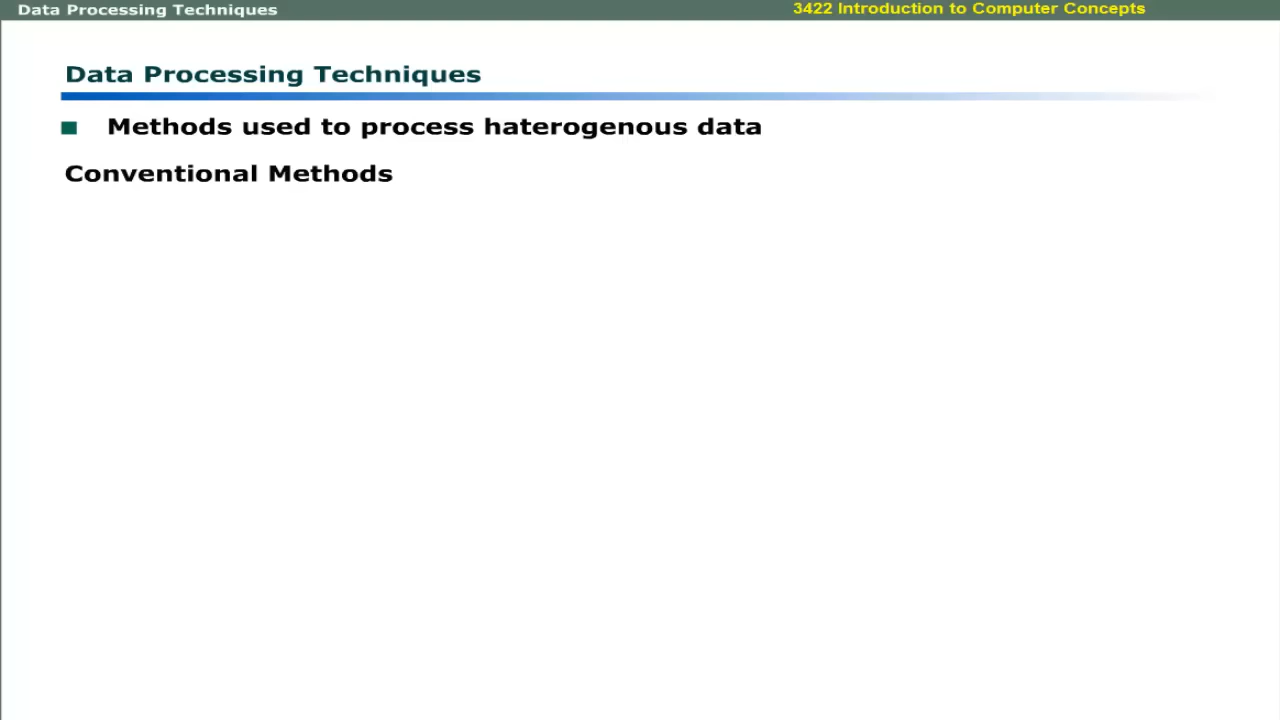 Data Processing Techniques
3422 Introduction to Computer Concepts
Data Processing Techniques
Methods used to process haterogenous data
Conventional Methods